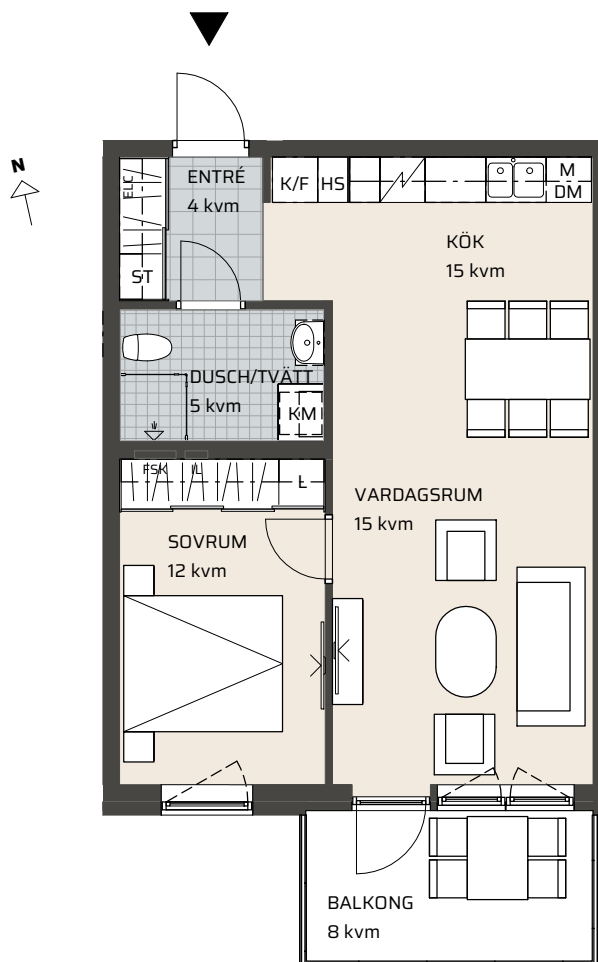 N
ELC
ENTRÉ
4 kvm
K/F
HS
M
DM
KÖK
15 kvm
ST
DUSCH/TVÄTT
5 kvm
KM
FSK
IL
L
VARDAGSRUM
15 kvm
SOVRUM
12 kvm
BALKONG
8 kvm